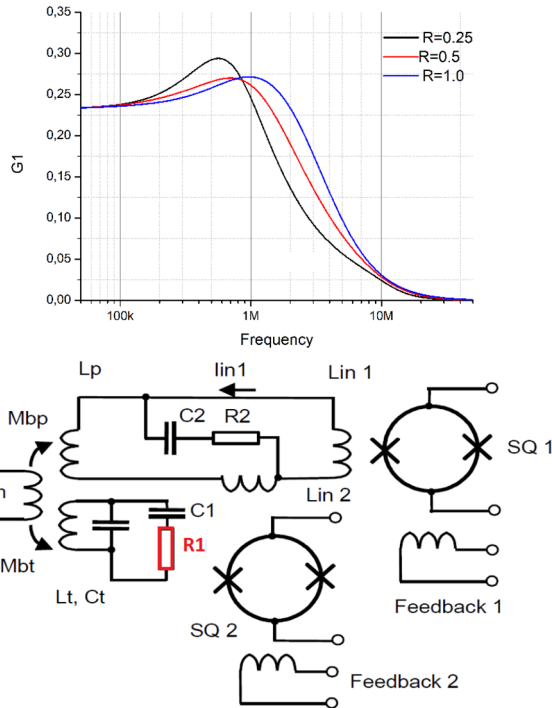 0,35
R=0.25
0,30
R=0.5
R=1.0
0,25
0,20
G1
0,15
0,10
0,05
0,00
100k 1M 10M
Frequency
Lp Iin1 Lin 1
Mbp C2 R2
SQ 1
n
Lin 2
C1
R1
Mbt
Lt, Ct
Feedback 1
SQ 2
Feedback 2